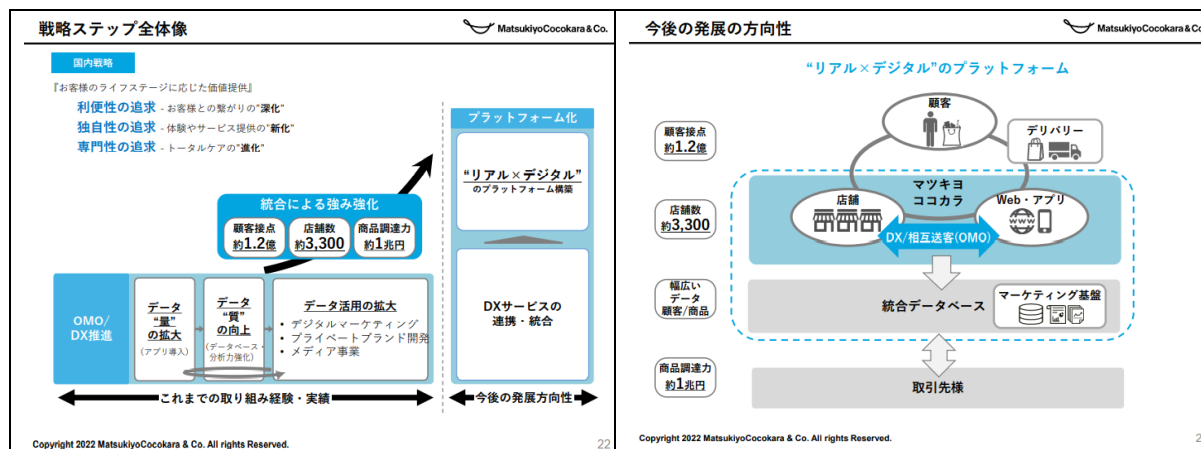 戦略ステップ全体像
MatsukiyoCocokara & Co.
国内戦略
『お客様のライフステージに応じた価値提供』
利便性の追求 - お客様との繋がりの"深化"
独自性の追求 - 体験やサービス提供の"新化"
専門性の追求 - トータルケアの"進化"
統合による強み強化
顧客接点
約1.2億
店舗数
約3,300
商品調達力
約1兆円
OMO/
DX推進
データ
"量"
の拡大
(アプリ導入)
データ
"質"
の向上
(データベース・
分析力強化)
データ活用の拡大
• デジタルマーケティング
• プライベートブランド開発
• メディア事業
プラットフォーム化
"リアル×デジタル"
のプラットフォーム構築
DXサービスの
連携・統合
これまでの取り組み経験・実績
今後の発展方向性
Copyright 2022 MatsukiyoCocokara & Co. All rights Reserved.
22
今後の発展の方向性
MatsukiyoCocokara & Co
"リアル×デジタル"のプラットフォーム
顧客接点
約1.2億
店舗数
約3,300
幅広い
データ
顧客/商品
商品調達力
約1兆円
顧客
デリバリー
マツキヨ
ココカラ
店舗
Web・アプリ
WWW
DX/相互送客(OMO)
統合データベース
マーケティング基盤
取引先様
Copyright 2022 MatsukiyoCocokara & Co. All rights Reserved.
2